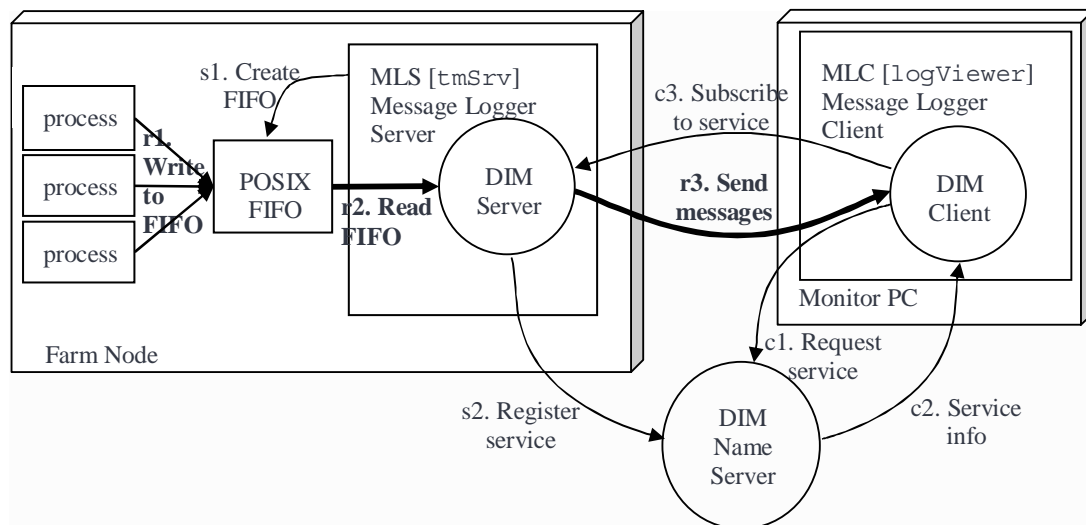 s1. Create
FIFO
MLS [tmSrv]
Message Logger
Server
process
process
process
r1.
Write
to
FIFO
POSIX
FIFO
r2. Read
FIFO
DIM
Server
Farm Node
c3. Subscribe
to service
r3. Send
messages
MLC [logViewer]
Message Logger
Client
DIM
Client
Monitor PC
c1. Request
service
s2. Register
service
c2. Service
info
DIM
Name
Server